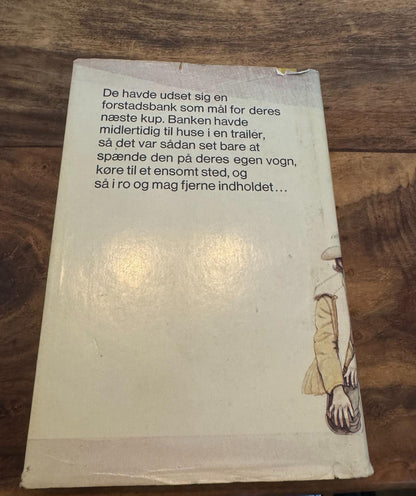 De havde udset sig en
forstadsbank som mål for deres
næste kup. Banken havde
midlertidig til huse i en trailer,
så det var sådan set bare at
spænde den på deres egen vogn,
køre til et ensomt sted, og
så i ro og mag fjerne indholdet...